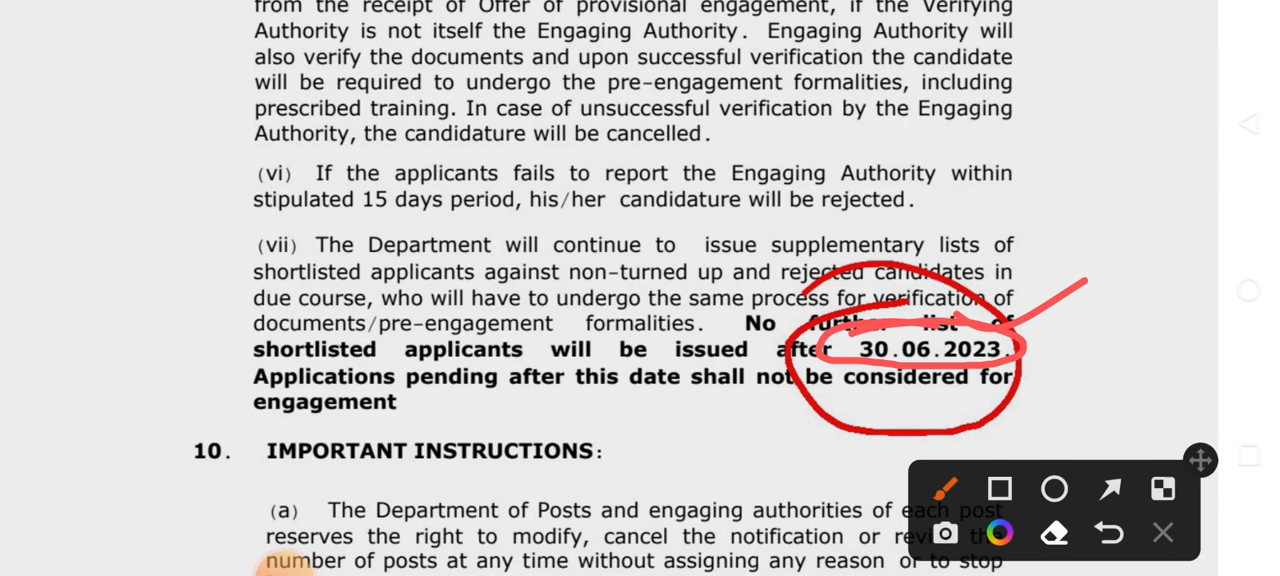 from the receipt of Offer of provisional engagement, if the Verifying
Authority is not itself the Engaging Authority. Engaging Authority will
also verify the documents and upon successful verification the candidate
will be required to undergo the pre-engagement formalities, including
prescribed training. In case of unsuccessful verification by the Engaging
Authority, the candidature will be cancelled.
(vi) If the applicants fails to report the Engaging Authority within
stipulated 15 days period, his/her candidature will be rejected.
(vii) The Department will continue to issue supplementary lists of
shortlisted applicants against non-turned up and rejected candidates in
due course, who will have to undergo the same process for verification of
documents/pre-engagement formalities. No further list of
shortlisted applicants will be issued after 30.06.2023.
Applications pending after this date shall not be considered for
engagement
10. IMPORTANT INSTRUCTIONS:
(a) The Department of Posts and engaging authorities of each post
reserves the right to modify, cancel the notification or the
number of posts at any time without assigning any reason or to stop